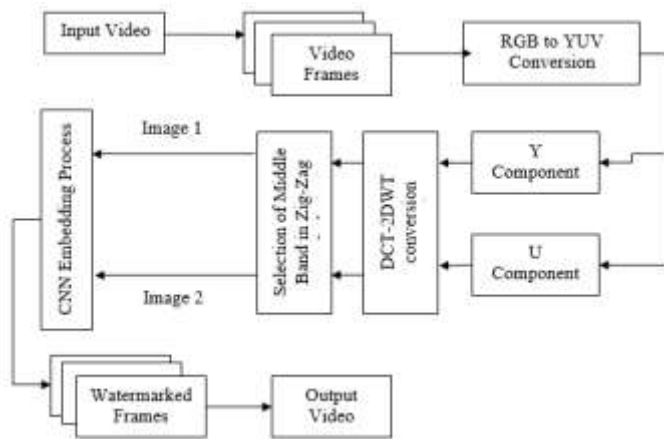 Input Video
Video
Frames
RGB to YUV
Conversion
Image 1
Y
Component
CNN Embedding Process
Selection of Middle
Band in Zig-Zag
DCT-2DWT
conversion
U
Component
Image 2
Watermarked
Frames
Output
Video